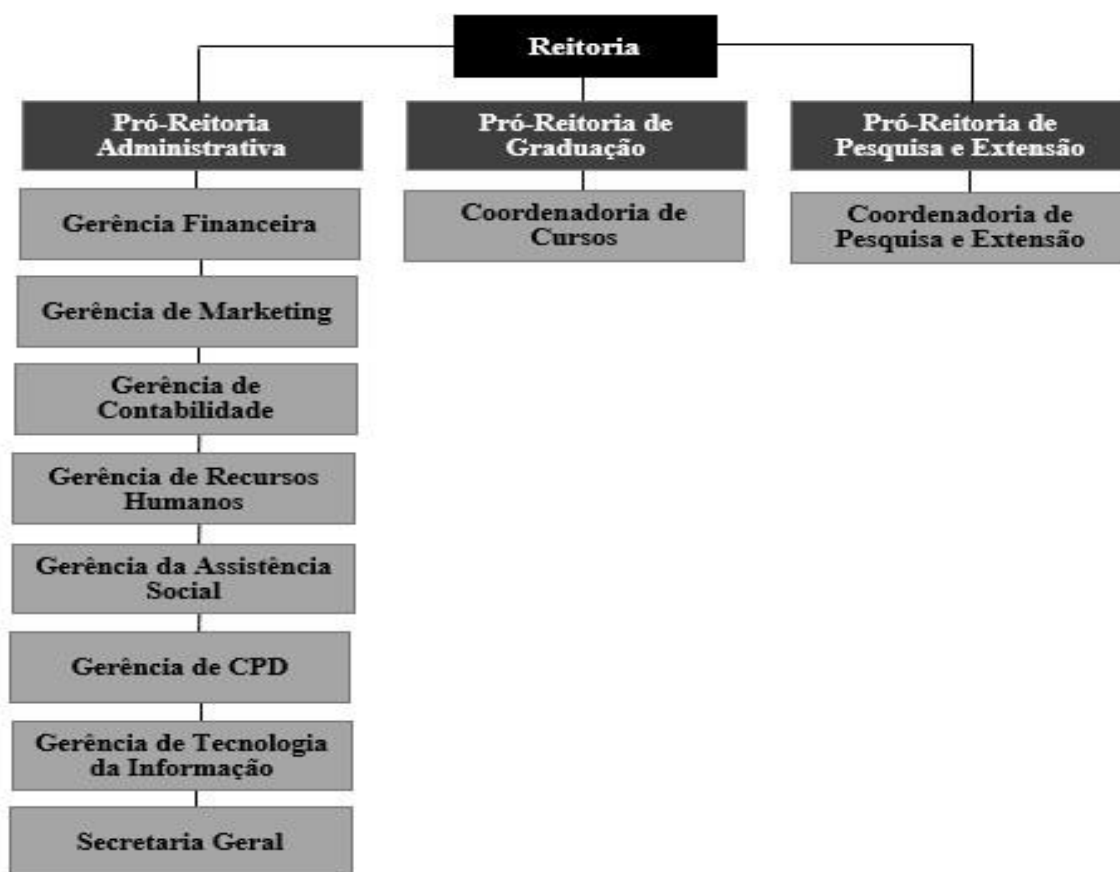 Reitoria
Pró-Reitoria
Administrativa
Gerência Financeira
Gerência de Marketing
Gerência de
Contabilidade
Gerência de Recursos
Humanos
Gerência da Assistência
Social
Gerência de CPD
Gerência de Tecnologia
da Informação
Secretaria Geral
Pró-Reitoria de
Graduação
Coordenadoria de
Cursos
Pró-Reitoria de
Pesquisa e Extensão
Coordenadoria de
Pesquisa e Extensão